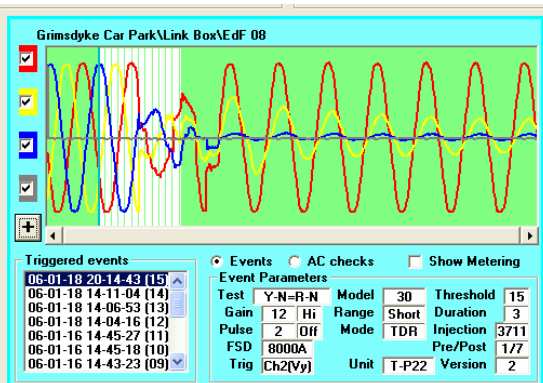 Grimsdyke Car Park\Link Box\EdF 08
+
Triggered events
06-01-18 20-14-43 (15)
06-01-18 14-11-04 (14)
06-01-18 14-06-53 (13)
06-01-18 14-04-16 (12)
06-01-16 14-45-27 (11)
06-01-16 14-45-18 (10)
06-01-16 14-43-23 (09)
Events AC checks Show Metering
Event Parameters
Test Y-N=R-N Model 30 Threshold 15
Gain 12 Hi Range Short Duration 3
Pulse 2 Off Mode TDR Injection 3711
FSD 8000A Pre/Post 1/7
Trig Ch2(Vy) Unit T-P22 Version 2